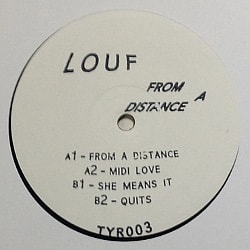 LOUF
FROM A
DISTANCE
A1 - FROM A DISTANCE
A2 - MIDI LOVE
B1 - SHE MEANS IT
B2 - QUITS
TYR003